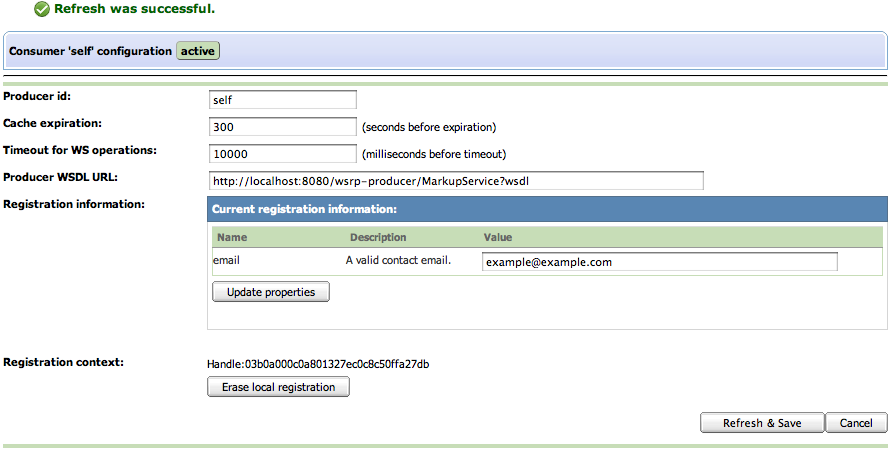 Refresh was successful.
Consumer 'self' configuration active
Producer id: self
Cache expiration: 300 (seconds before expiration)
Timeout for WS operations: 10000 (milliseconds before timeout)
Producer WSDL URL: http://localhost:8080/wsrp-producer/MarkupService?wsdl
Registration information: Current registration information:
Name Description Value
email A valid contact email. example@example.com
Update properties
Registration context: Handle:03b0a000c0a801327ec0c8c50ffa27db
Erase local registration
Refresh & Save Cancel